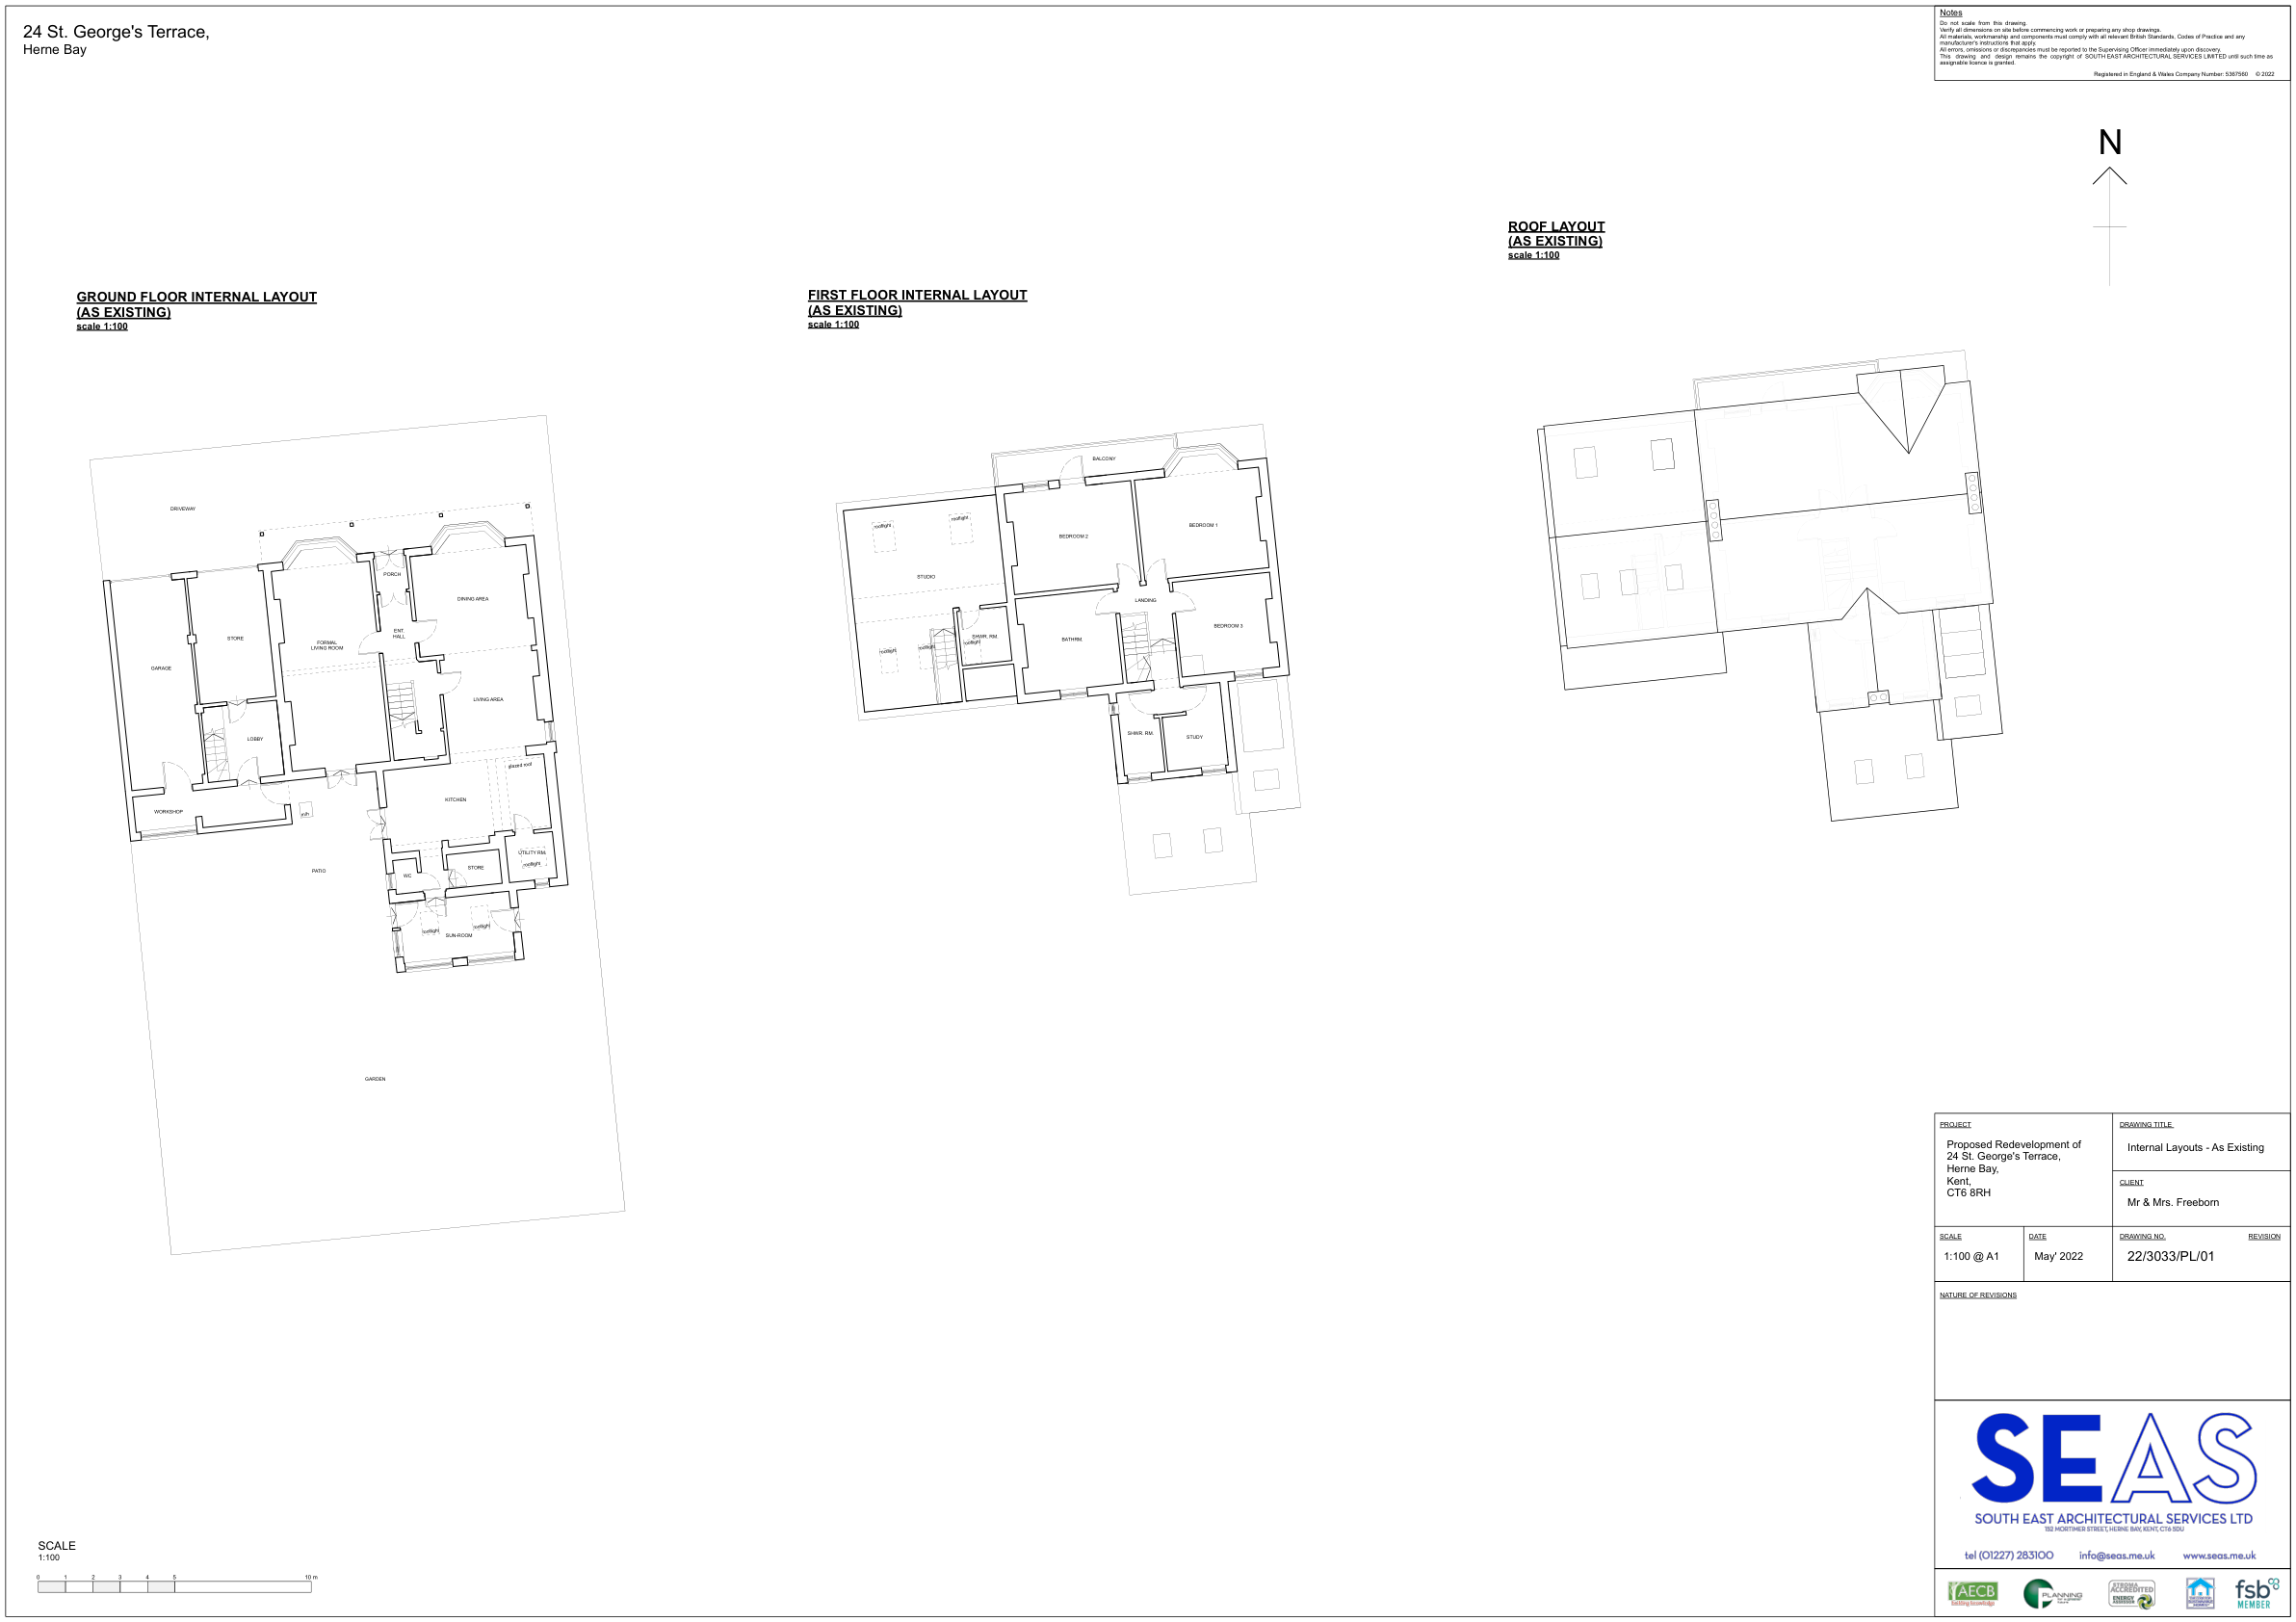 24 St. George's Terrace,
Herne Bay
Notes
Do not scale from this drawing.
Verify all dimensions on site before commencing work or preparing any shop drawings.
All materials, workmanship and components must comply with all relevant British Standards, Codes of Practice and any
manufacturer's instructions that apply.
All errors, omissions or discrepancies must be reported to the Supervising Officer immediately upon discovery.
This drawing and design remains the copyright of SOUTH EAST ARCHITECTURAL SERVICES LIMITED until such time as
assignable licence is granted.
Registered in England & Wales Company Number: 5367560 © 2022
N
GROUND FLOOR INTERNAL LAYOUT
(AS EXISTING)
scale 1:100
DRIVEWAY
PORCH
DINING AREA
ENT.
HALL
STORE
FORMAL
LIVING ROOM
GARAGE
LIVING AREA
LOBBY
glazed roof
KITCHEN
WORKSHOP
m/h
UTILITY RM.
rooflight
STORE
PATIO
WC
rooflight
rooflight
SUN-ROOM
GARDEN
FIRST FLOOR INTERNAL LAYOUT
(AS EXISTING)
scale 1:100
BALCONY
rooflight
rooflight
BEDROOM 1
BEDROOM 2
STUDIO
LANDING
BEDROOM 3
SHWR. RM.
rooflight
BATHRM.
rooflight
rooflight
SHWR. RM.
STUDY
ROOF LAYOUT
(AS EXISTING)
scale 1:100
PROJECT
Proposed Redevelopment of
24 St. George's Terrace,
Herne Bay,
Kent,
CT6 8RH
DRAWING TITLE
Internal Layouts - As Existing
CLIENT
Mr & Mrs. Freeborn
SCALE
1:100 @ A1
DATE
May' 2022
DRAWING NO.
22/3033/PL/01
REVISION
NATURE OF REVISIONS
SEAS
SOUTH EAST ARCHITECTURAL SERVICES LTD
152 MORTIMER STREET, HERNE BAY, KENT, CT6 5DU
tel (01227) 283100 info@seas.me.uk www.seas.me.uk
AECB
building knowledge
PLANNING
STROMA
ACCREDITED
ENERGY
ASSESSOR
fsb
MEMBER
SCALE
1:100
0 1 2 3 4 5 10 m